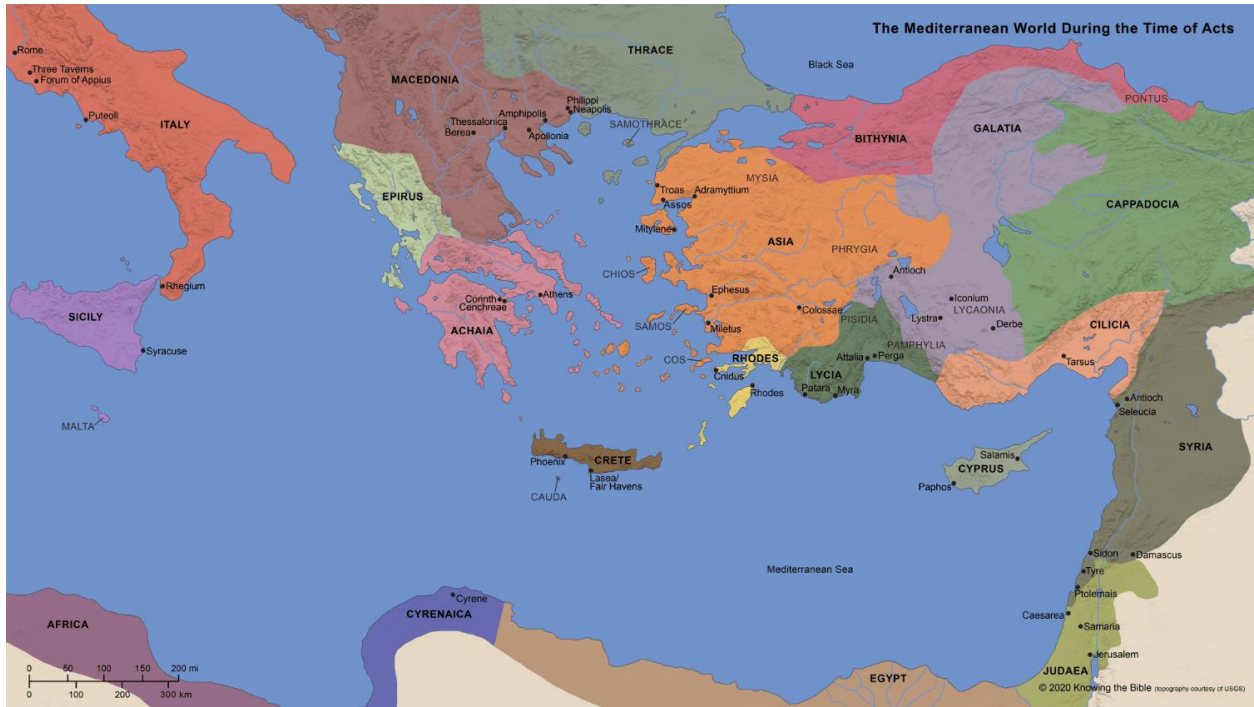 The Mediterranean World During the Time of Acts
Rome
Three Taverns
Forum of Appius
Puteoli
ITALY
Rhegium
SICILY
Syracuse
MALTA
MACEDONIA
THRACE
Philippi
Neapolis
Amphipolis
Thessalonica
Berea
Apollonia
SAMOTHRACE
EPIRUS
Corinth
Cenchreae
Athens
ACHAIA
Black Sea
BITHYNIA
PONTUS
GALATIA
CAPPADOCIA
MYSIA
Troas
Adramyttium
Assos
Mitylene
ASIA
PHRYGIA
CHIOS
Antioch
Ephesus
Colossae
Iconium
Lystra
LYCAONIA
Derbe
SAMOS
Miletus
PISIDIA
PAMPHYLIA
CILICIA
Tarsus
COS
RHODES
Cnidus
Rhodes
LYCIA
Attalia
Perga
Patara
Myra
Antioch
Seleucia
SYRIA
Phoenix
CRETE
Lasea/
Fair Havens
CAUDA
Salamis
CYPRUS
Paphos
Mediterranean Sea
Sidon
Damascus
Tyre
Ptolemais
Caesarea
Samaria
Jerusalem
JUDAEA
AFRICA
Cyrene
CYRENAICA
EGYPT
0 50 100 150 200 mi
0 100 200 300 km
© 2020 Knowing the Bible (topography courtesy of USGS)